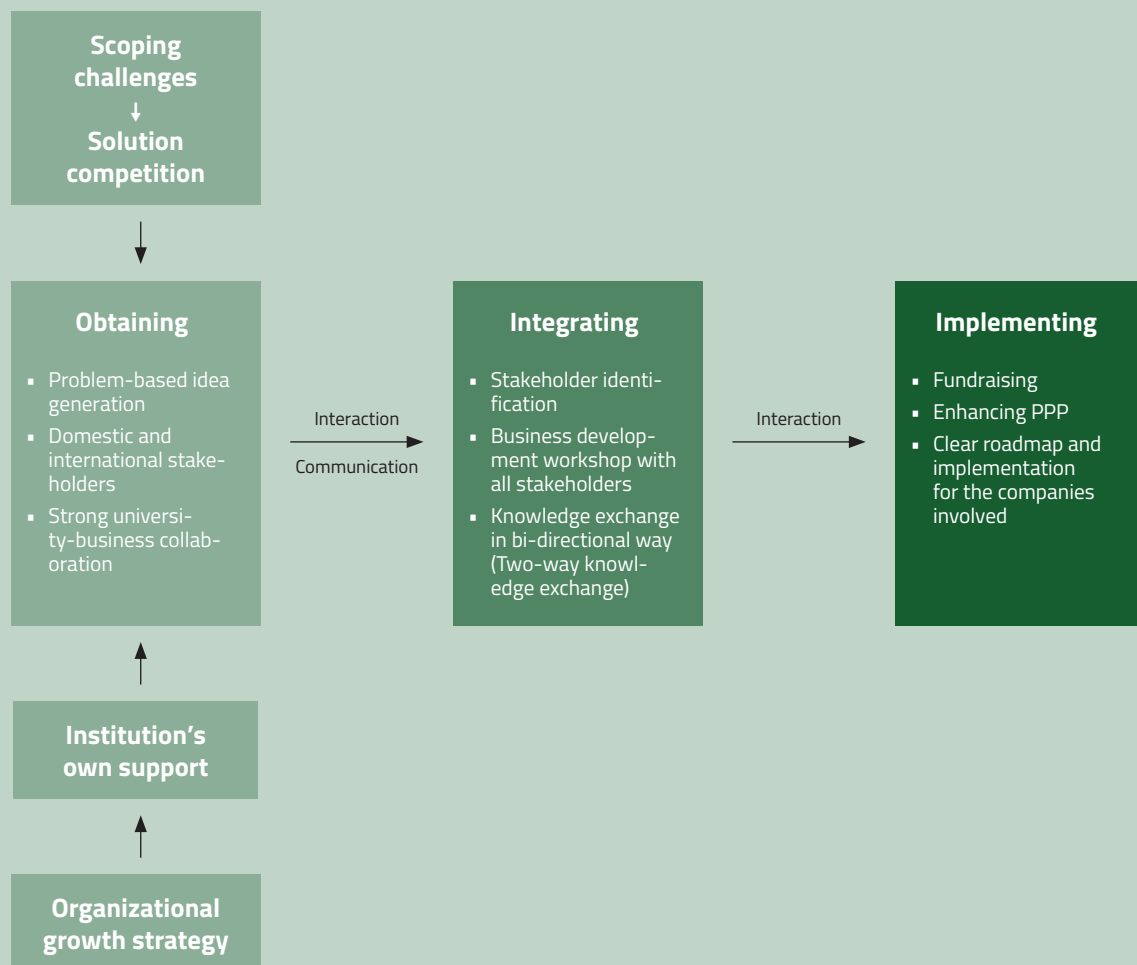 Scoping
challenges
Solution
competition
Obtaining
▪ Problem-based idea
generation
▪ Domestic and
international stake-
holders
▪ Strong universi-
ty-business collab-
oration
Interaction
Communication
Integrating
▪ Stakeholder identi-
fication
▪ Business develop-
ment workshop with
all stakeholders
▪ Knowledge exchange
in bi-directional way
(Two-way knowl-
edge exchange)
Interaction
Implementing
▪ Fundraising
▪ Enhancing PPP
▪ Clear roadmap and
implementation
for the companies
involved
Institution’s
own support
Organizational
growth strategy